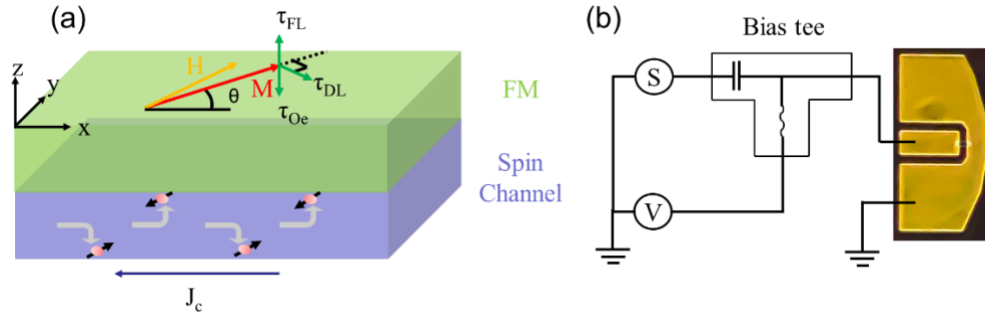 (a)
τFL
z
y
x
H
M
θ
τDL
τOe
FM
Spin
Channel
Jc
(b)
Bias tee
S
V